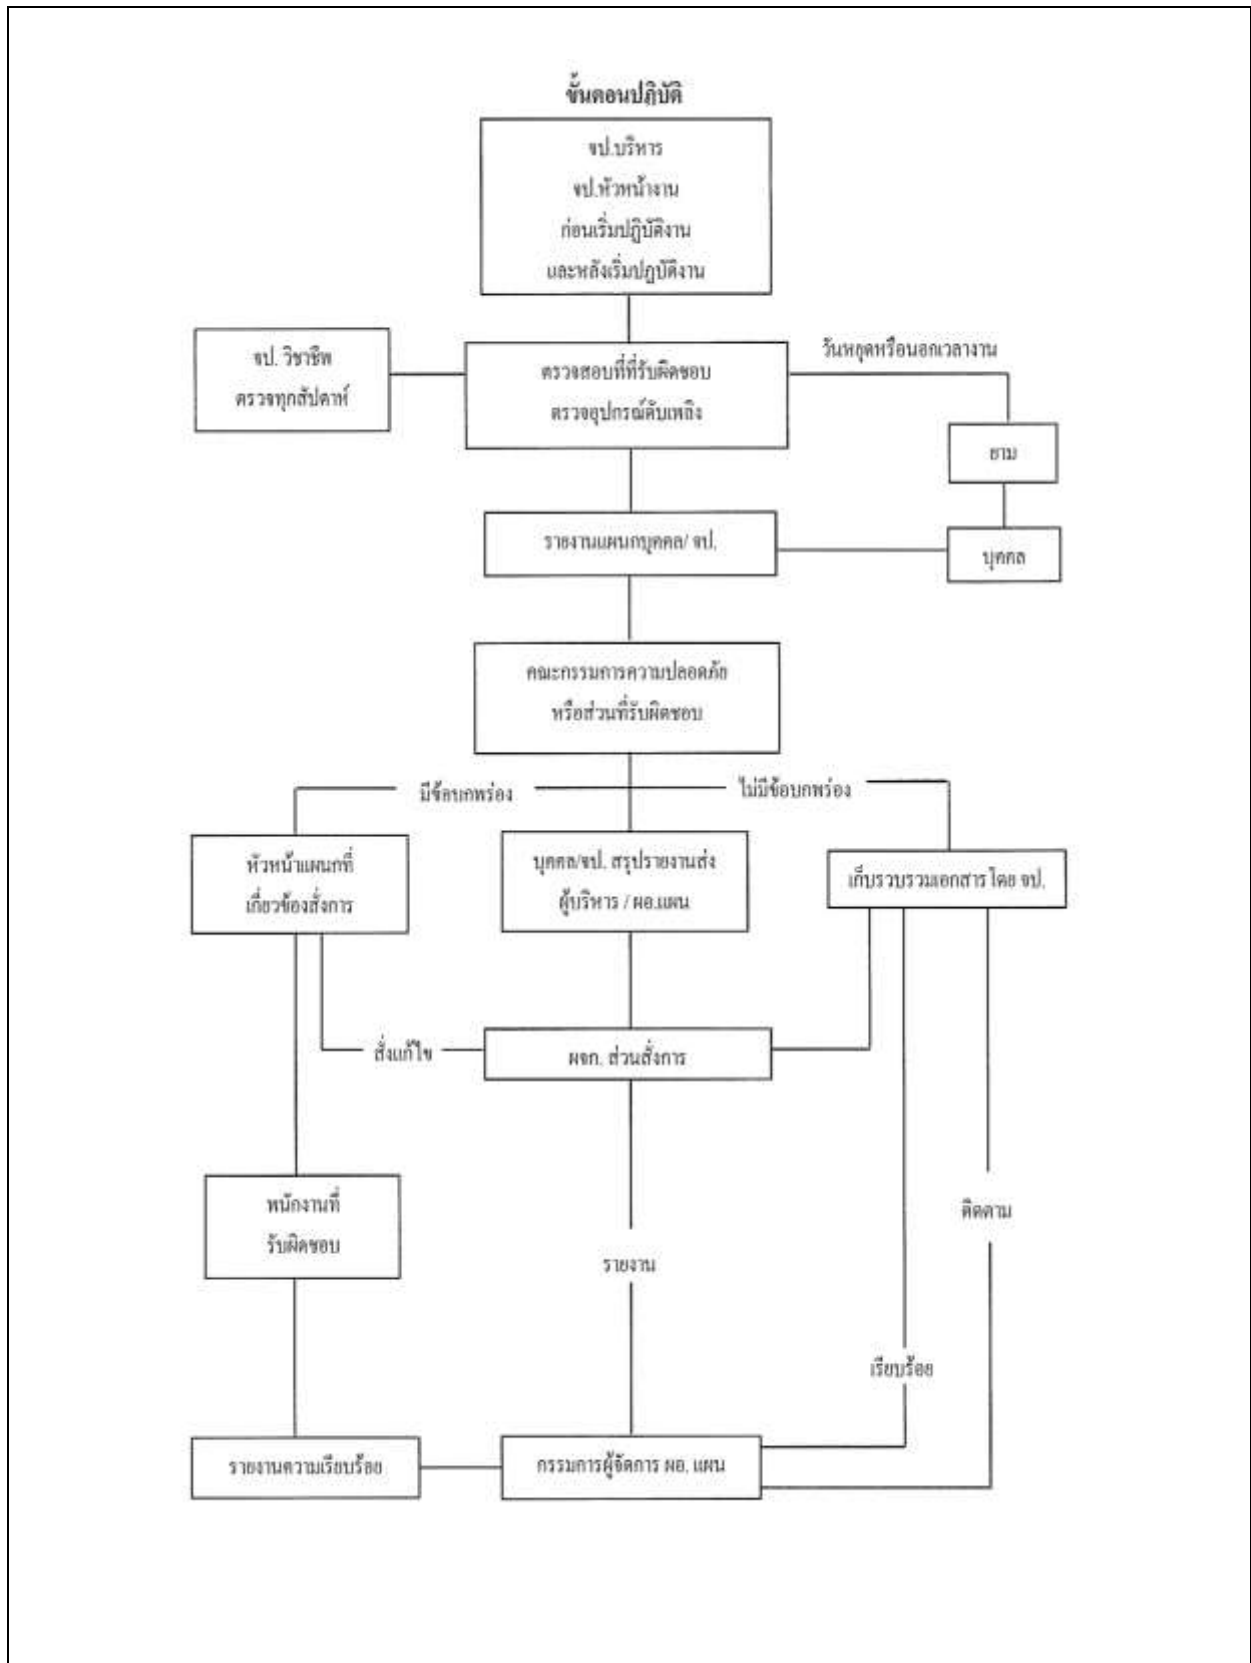 ขั้นตอนปฏิบัติ
จป.บริหาร
จป.หัวหน้างาน
ก่อนเริ่มปฏิบัติงาน
และหลังเริ่มปฏบัติงาน
จป. วิชาชีพ
ตรวจทุกสัปดาห์
ตรวจสอบที่ที่รับผิดชอบ
ตรวจอุปกรณ์ดับเพลิง
วันหยุดหรือนอกเวลางาน
ยาม
รายงานแผนกบุคคล/ จป.
บุคคล
คณะกรรมการความปลอดภัย
หรือส่วนที่รับผิดชอบ
มีข้อบกพร่อง
ไม่มีข้อบกพร่อง
หัวหน้าแผนกที่
เกี่ยวข้องสั่งการ
บุคคล/จป. สรุปรายงานส่ง
ผู้บริหาร / ผอ.แผน
เก็บรวบรวมเอกสาร โดย จป.
สั่งแก้ไข
ผจก. ส่วนสั่งการ
พนักงานที่
รับผิดชอบ
ติดตาม
รายงาน
เรียบร้อย
รายงานความเรียบร้อย
กรรมการผู้จัดการ ผอ. แผน